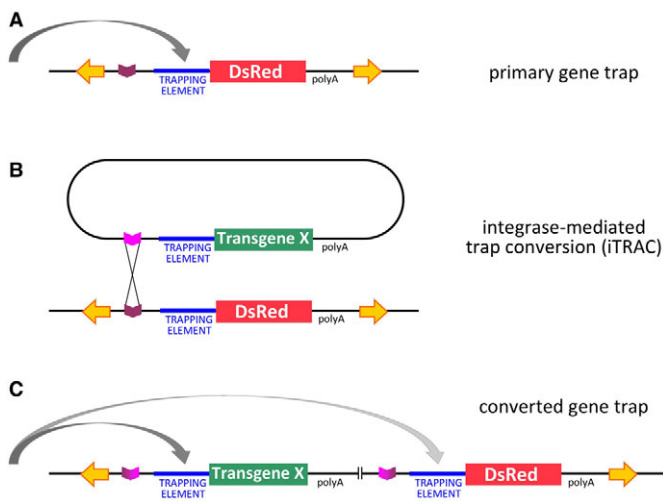 A
DsRed
TRAPPING
ELEMENT
polyA
primary gene trap
B
Transgene X
TRAPPING
ELEMENT
polyA
integrase-mediated
trap conversion (iTRAC)
DsRed
TRAPPING
ELEMENT
polyA
C
converted gene trap
Transgene X
TRAPPING
ELEMENT
polyA
DsRed
TRAPPING
ELEMENT
polyA